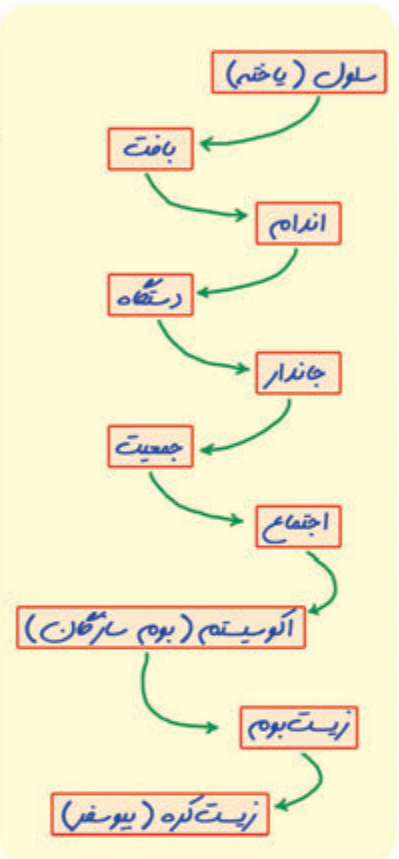 سلول (یاخته)
بافت
اندام
دستگاه
جاندار
جمعیت
اجتماع
اکوسیستم (بوم سازگان)
زیست‌بوم
زیست‌کره (بیوسفر)